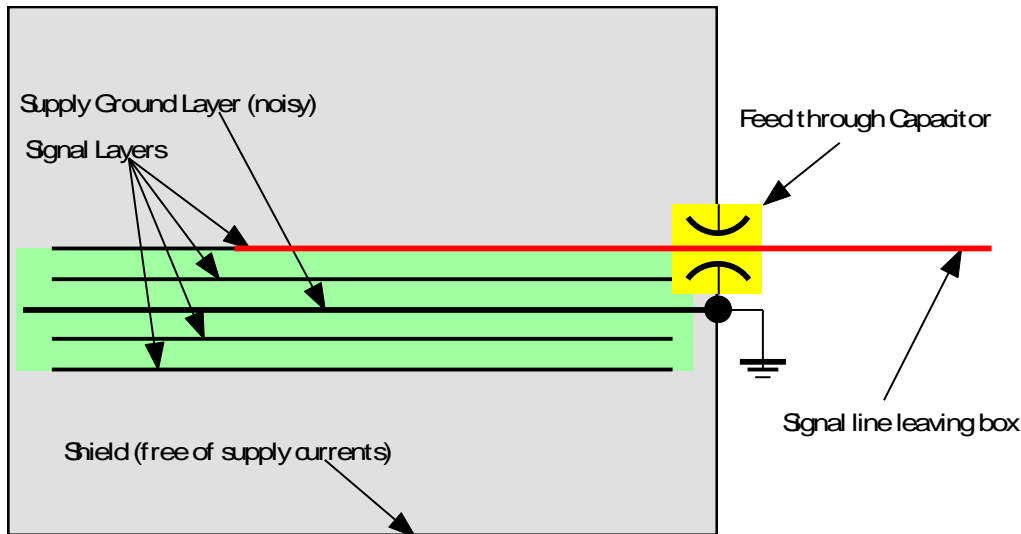 Supply Ground Layer (noisy)
Feed through Capacitor
Signal Layers
Signal line leaving box
Shield (free of supply currents)